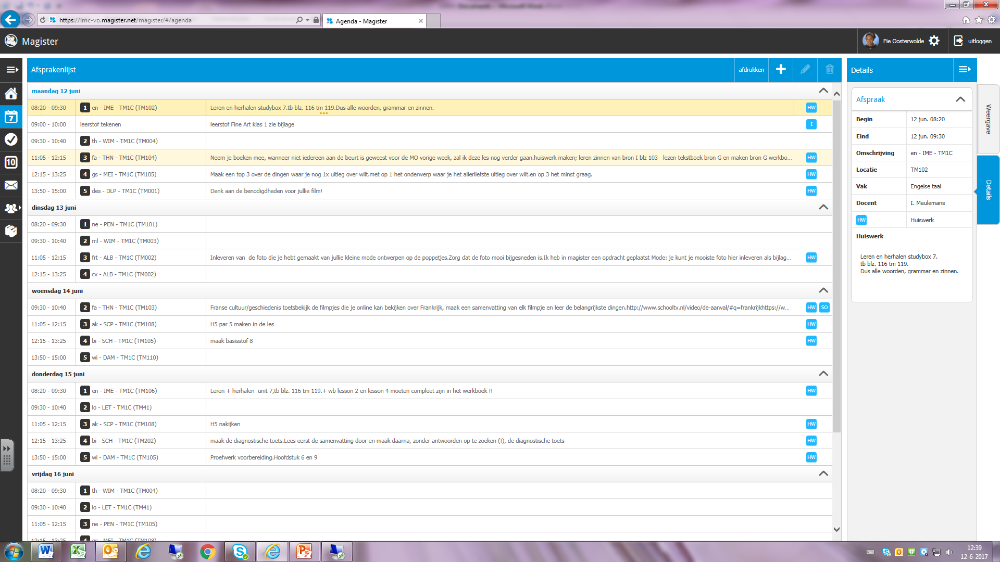 https://lmc-vo.magister.net/magister/#/agenda
Agenda - Magister
Magister
Fie Oosterwolde
uitloggen
Afsprakenlijst
afdrukken
Details
maandag 12 juni
08:20 - 09:30 1 en - IME - TM1C (TM102) Leren en herhalen studybox 7.tb blz. 116 tm 119.Dus alle woorden, grammar en zinnen. HW
09:00 - 10:00 leerstof tekenen leerstof Fine Art klas 1 zie bijlage I
09:30 - 10:40 2 th - WIM - TM1C (TM004)
11:05 - 12:15 3 fa - THN - TM1C (TM104) Neem je boeken mee, wanneer niet iedereen aan de beurt is geweest voor de MO vorige week, zal ik deze les nog verder gaan.huiswerk maken; leren zinnen van bron I blz 103 lezen tekstboek bron G en maken bron G werkbo... HW
12:15 - 13:25 4 gs - MEI - TM1C (TM105) Maak een top 3 over de dingen waar je nog 1x uitleg over wilt.met op 1 het onderwerp waar je het allerliefste uitleg over wilt.en op 3 het minst graag. HW
13:50 - 15:00 5 des - DLP - TM1C (TM001) Denk aan de benodigdheden voor jullie film! HW
dinsdag 13 juni
08:20 - 09:30 1 ne - PEN - TM1C (TM101)
09:30 - 10:40 2 ml - WIM - TM1C (TM003)
11:05 - 12:15 3 frt - ALB - TM1C (TM002) Inleveren van de foto die je hebt gemaakt van jullie kleine mode ontwerpen op de poppetjes.Zorg dat de foto mooi bijgesneden is.Ik heb in magister een opdracht geplaatst Mode: je kunt je mooiste foto hier inleveren als bijlag... HW
12:15 - 13:25 4 cv - ALB - TM1C (TM002)
woensdag 14 juni
09:30 - 10:40 2 fa - THN - TM1C (TM103) Franse cultuur/geschiedenis toetsbekijk de filmpjes die je online kan bekijken over Frankrijk, maak een samenvatting van elk filmpje en leer de belangrijkste dingen.http://www.schooltv.nl/video/de-aanval/#q=frankrijkhttps://w... HW SO
11:05 - 12:15 3 ak - SCP - TM1C (TM108) H5 par 5 maken in de les HW
12:15 - 13:25 4 bi - SCH - TM1C (TM105) maak basisstof 8 HW
13:50 - 15:00 5 wi - DAM - TM1C (TM110)
donderdag 15 juni
08:20 - 09:30 1 en - IME - TM1C (TM106) Leren + herhalen unit 7,tb blz. 116 tm 119.+ wb lesson 2 en lesson 4 moeten compleet zijn in het werkboek !! HW
09:30 - 10:40 2 lo - LET - TM1C (TM41)
11:05 - 12:15 3 ak - SCP - TM1C (TM108) H5 nakijken HW
12:15 - 13:25 4 bi - SCH - TM1C (TM202) maak de diagnostische toets.Lees eerst de samenvatting door en maak daarna, zonder antwoorden op te zoeken (!), de diagnostische toets HW
13:50 - 15:00 5 wi - DAM - TM1C (TM105) Proefwerk voorbereiding.Hoofdstuk 6 en 9 HW
vrijdag 16 juni
08:20 - 09:30 1 th - WIM - TM1C (TM004)
09:30 - 10:40 2 lo - LET - TM1C (TM41)
11:05 - 12:15 3 ne - PEN - TM1C (TM105)
Afspraak
Begin 12 jun. 08:20
Eind 12 jun. 09:30
Omschrijving en - IME - TM1C
Locatie TM102
Vak Engelse taal
Docent I. Meulemans
HW Huiswerk
Huiswerk
Leren en herhalen studybox 7.
tb blz. 116 tm 119.
Dus alle woorden, grammar en zinnen.
Weergave
Details
7
10
12:39
12-6-2017